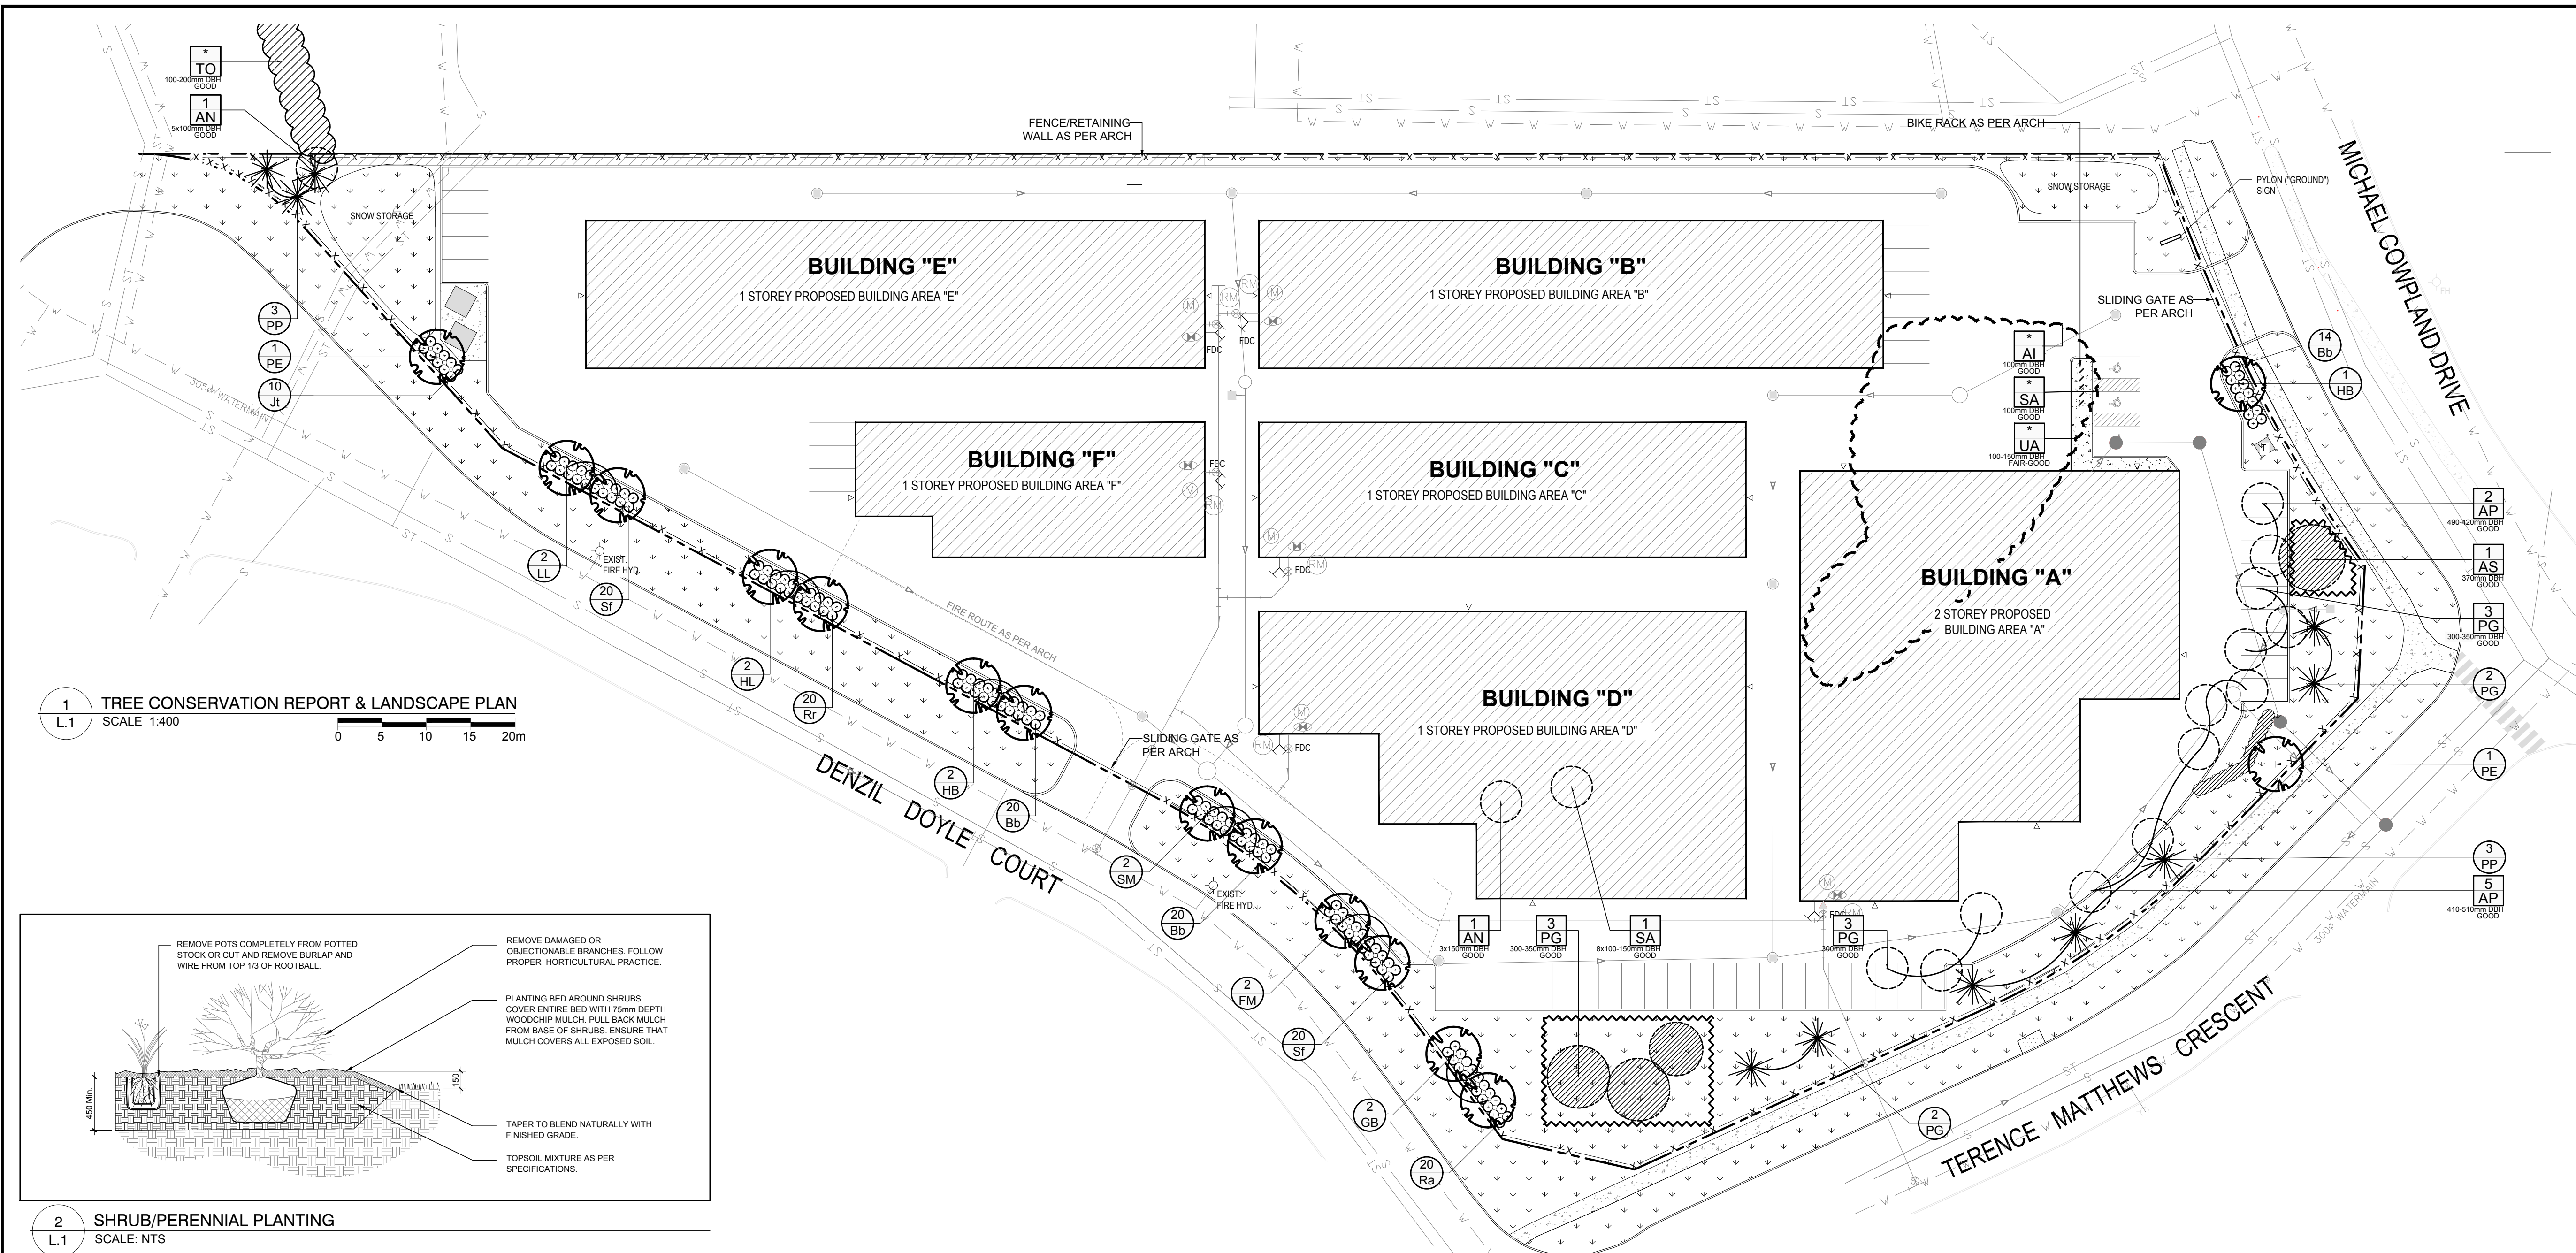 *
TO
100-200mm DBH
GOOD
1
AN
5x100mm DBH
GOOD
FENCE/RETAINING
WALL AS PER ARCH
BIKE RACK AS PER ARCH
SNOW STORAGE
SNOW STORAGE
PYLON ("GROUND")
SIGN
MICHAEL COWPLAND DRIVE
BUILDING "E"
1 STOREY PROPOSED BUILDING AREA "E"
BUILDING "B"
1 STOREY PROPOSED BUILDING AREA "B"
SLIDING GATE AS
PER ARCH
FH
3
PP
1
PE
10
Jt
M
RM
RM
M
FDC
FDC
*
AI
100mm DBH
GOOD
*
SA
100mm DBH
GOOD
*
UA
100-150mm DBH
FAIR-GOOD
14
Bb
1
HB
305ø WATERMAIN
BUILDING "F"
1 STOREY PROPOSED BUILDING AREA "F"
FDC
M
RM
BUILDING "C"
1 STOREY PROPOSED BUILDING AREA "C"
M
RM
FDC
2
LL
EXIST.
FIRE HYD.
20
Sf
2
AP
490-420mm DBH
GOOD
1
AS
370mm DBH
GOOD
3
PG
300-350mm DBH
GOOD
2
PG
1
PE
3
PP
5
AP
410-510mm DBH
GOOD
BUILDING "A"
2 STOREY PROPOSED
BUILDING AREA "A"
FIRE ROUTE AS PER ARCH
2
HL
20
Rr
1
L.1
TREE CONSERVATION REPORT & LANDSCAPE PLAN
SCALE 1:400
0 5 10 15 20m
BUILDING "D"
1 STOREY PROPOSED BUILDING AREA "D"
M
RM
FDC
SLIDING GATE AS
PER ARCH
2
HB
20
Bb
DENZIL DOYLE COURT
2
SM
EXIST.
FIRE HYD.
20
Bb
1
AN
3x150mm DBH
GOOD
3
PG
300-350mm DBH
GOOD
1
SA
8x100-150mm DBH
GOOD
M
FDC
RM
3
PG
300mm DBH
GOOD
300ø WATERMAIN
2
FM
20
Sf
2
GB
20
Ra
2
PG
TERENCE MATTHEWS CRESCENT
REMOVE POTS COMPLETELY FROM POTTED
STOCK OR CUT AND REMOVE BURLAP AND
WIRE FROM TOP 1/3 OF ROOTBALL.
REMOVE DAMAGED OR
OBJECTIONABLE BRANCHES. FOLLOW
PROPER HORTICULTURAL PRACTICE.
PLANTING BED AROUND SHRUBS.
COVER ENTIRE BED WITH 75mm DEPTH
WOODCHIP MULCH. PULL BACK MULCH
FROM BASE OF SHRUBS. ENSURE THAT
MULCH COVERS ALL EXPOSED SOIL.
450 Min.
150
TAPER TO BLEND NATURALLY WITH
FINISHED GRADE.
TOPSOIL MIXTURE AS PER
SPECIFICATIONS.
2
L.1
SHRUB/PERENNIAL PLANTING
SCALE: NTS